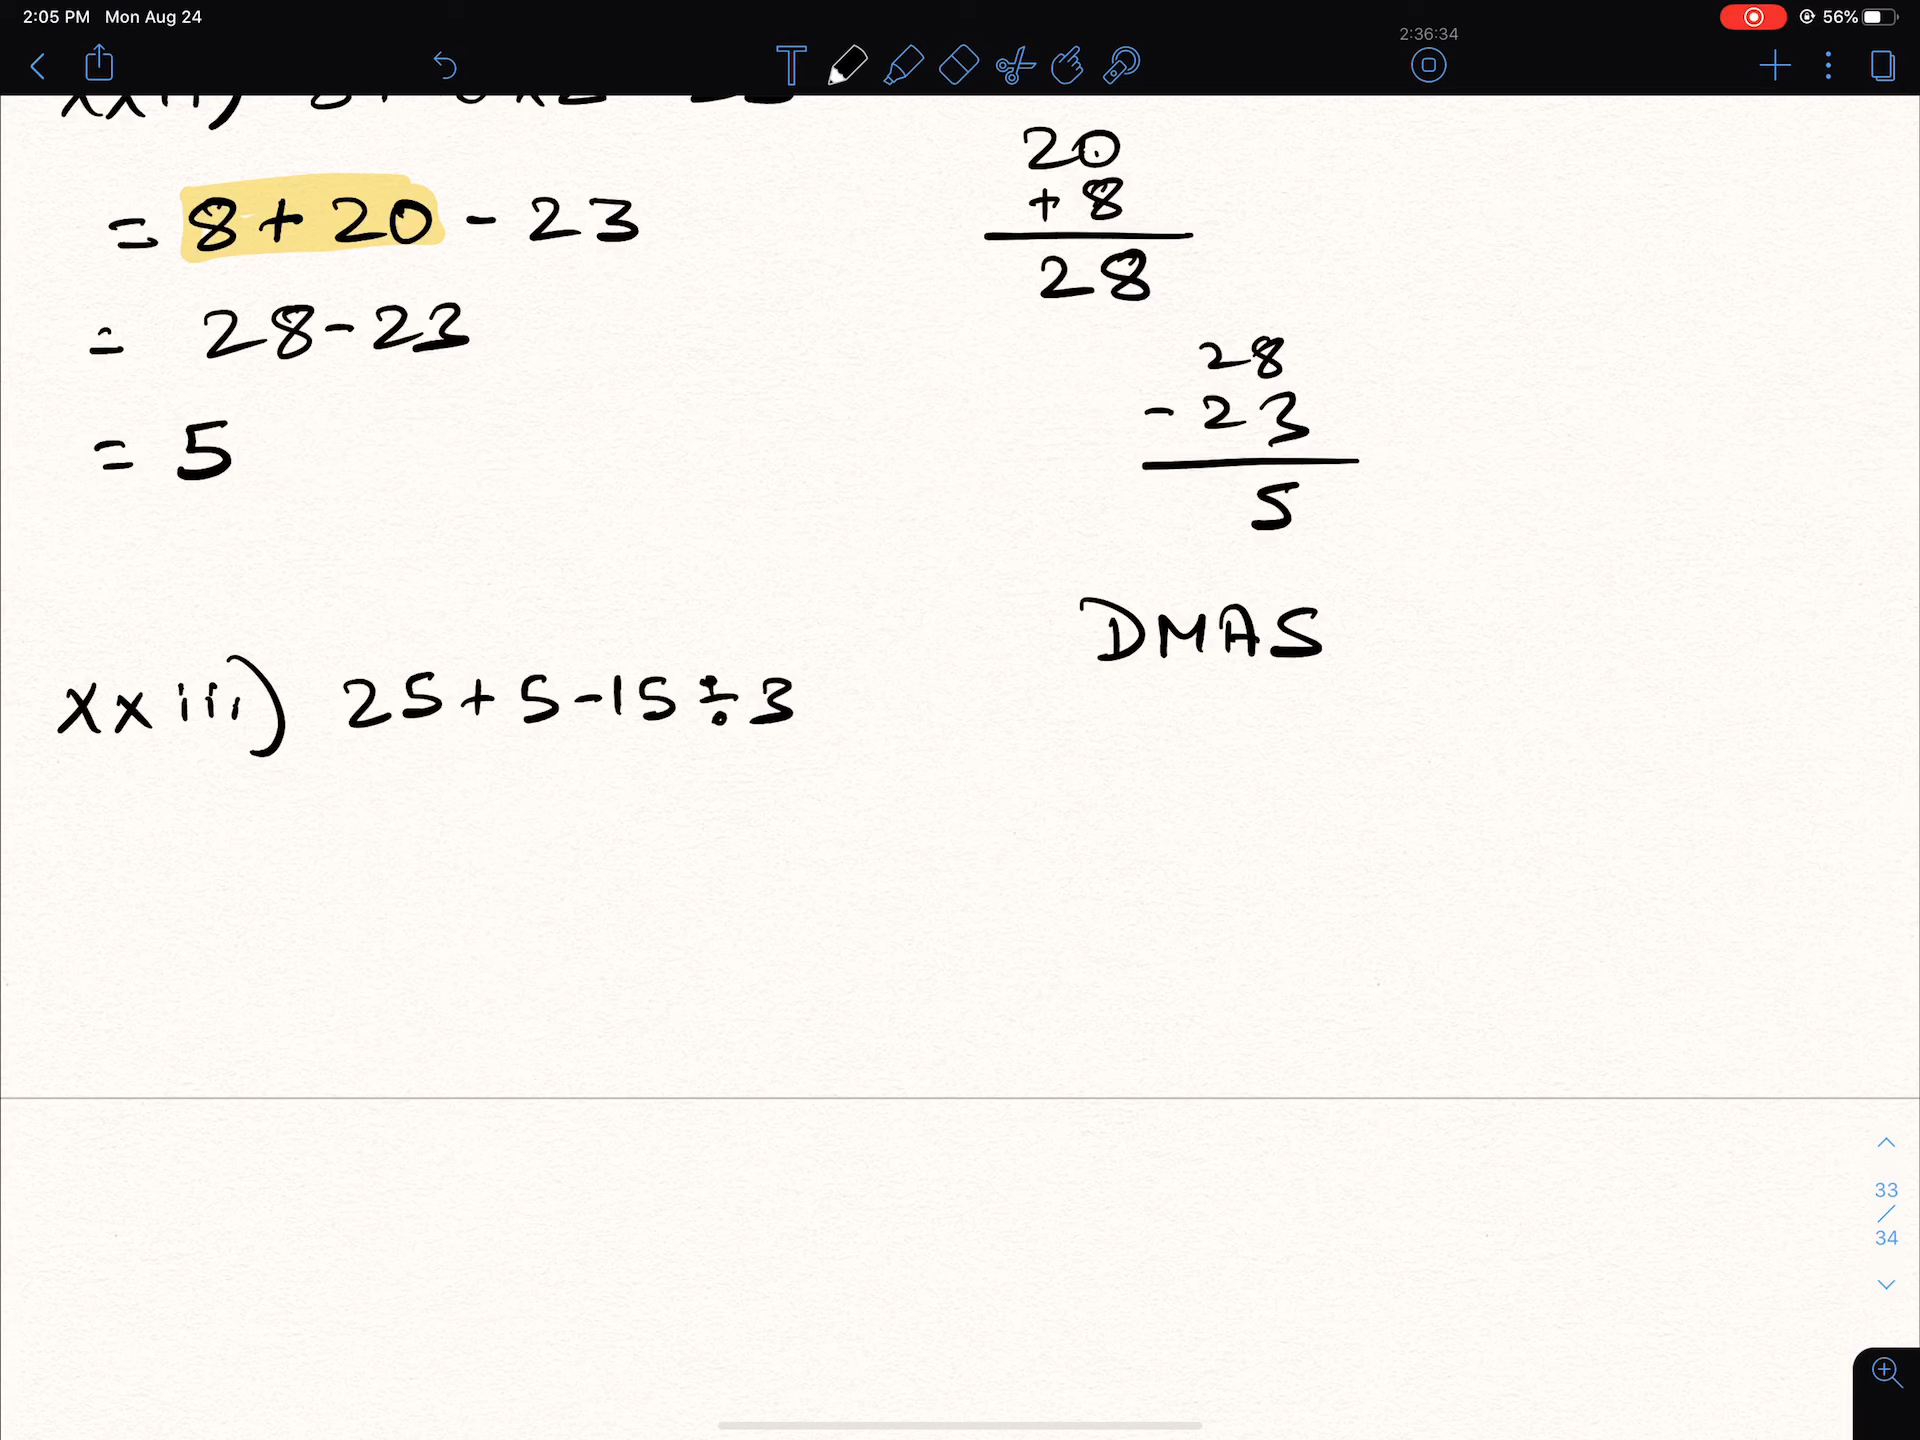 2:05 PM Mon Aug 24
56%
2:36:34
= 8 + 20 - 23
= 28 - 23
= 5
20
+ 8
28
28
- 23
5
DMAS
xxiii) 25 + 5 - 15 ÷ 3
33
/
34